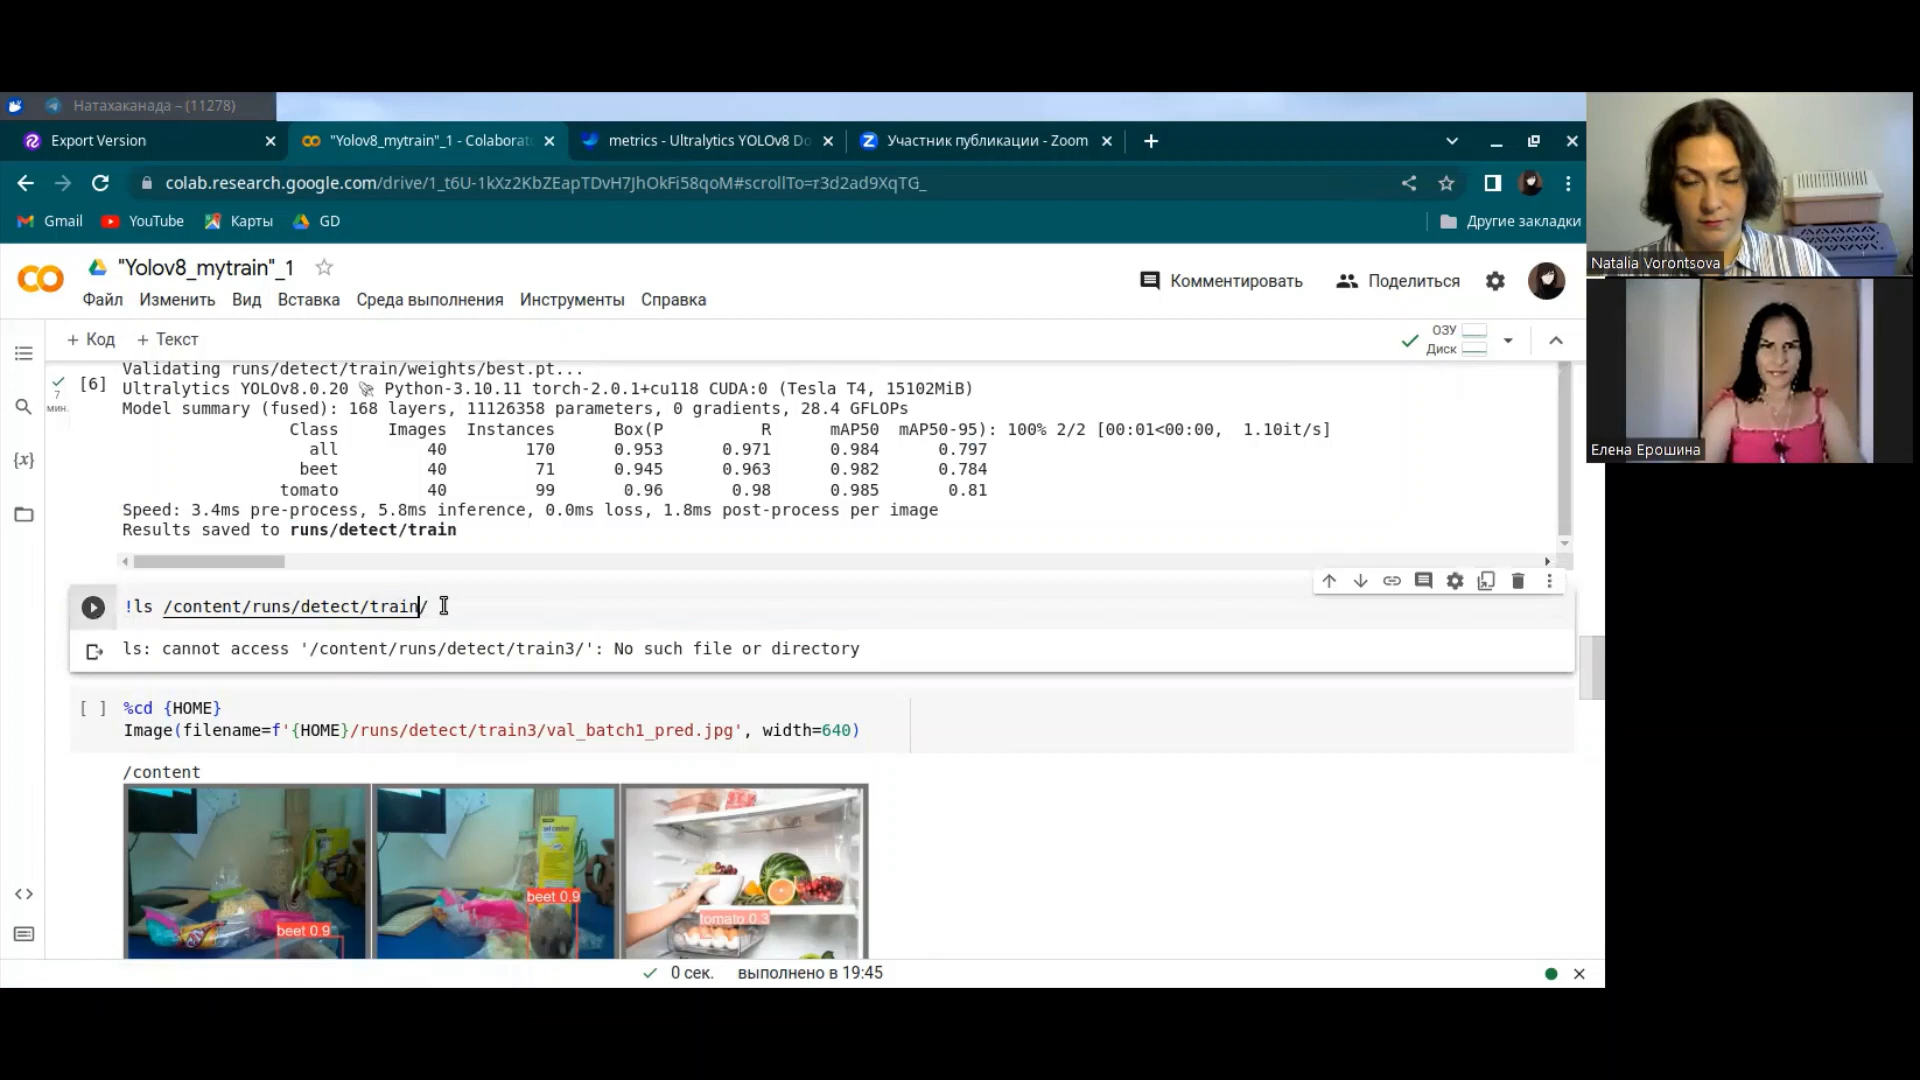 Натахаканада – (11278)
Export Version
"Yolov8_mytrain"_1 - Colaborat
metrics - Ultralytics YOLOv8 Do
Участник публикации - Zoom
colab.research.google.com/drive/1_t6U-1kXz2KbZEapTDvH7JhOkFi58qoM#scrollTo=r3d2ad9XqTG_
Gmail
YouTube
Карты
GD
Другие закладки
Natalia Vorontsova
Елена Ерошина
"Yolov8_mytrain"_1
Комментировать
Поделиться
Файл Изменить Вид Вставка Среда выполнения Инструменты Справка
+ Код + Текст
ОЗУ
Диск
Validating runs/detect/train/weights/best.pt...
7
мин.
[6]
Ultralytics YOLOv8.0.20 🚀 Python-3.10.11 torch-2.0.1+cu118 CUDA:0 (Tesla T4, 15102MiB)
Model summary (fused): 168 layers, 11126358 parameters, 0 gradients, 28.4 GFLOPs
Class Images Instances Box(P R mAP50 mAP50-95): 100% 2/2 [00:01<00:00, 1.10it/s]
all 40 170 0.953 0.971 0.984 0.797
beet 40 71 0.945 0.963 0.982 0.784
tomato 40 99 0.96 0.98 0.985 0.81
Speed: 3.4ms pre-process, 5.8ms inference, 0.0ms loss, 1.8ms post-process per image
Results saved to runs/detect/train
!ls /content/runs/detect/train/
ls: cannot access '/content/runs/detect/train3/': No such file or directory
[ ] %cd {HOME}
Image(filename=f'{HOME}/runs/detect/train3/val_batch1_pred.jpg', width=640)
/content
beet 0.9
beet 0.9
tomato 0.3
0 сек. выполнено в 19:45